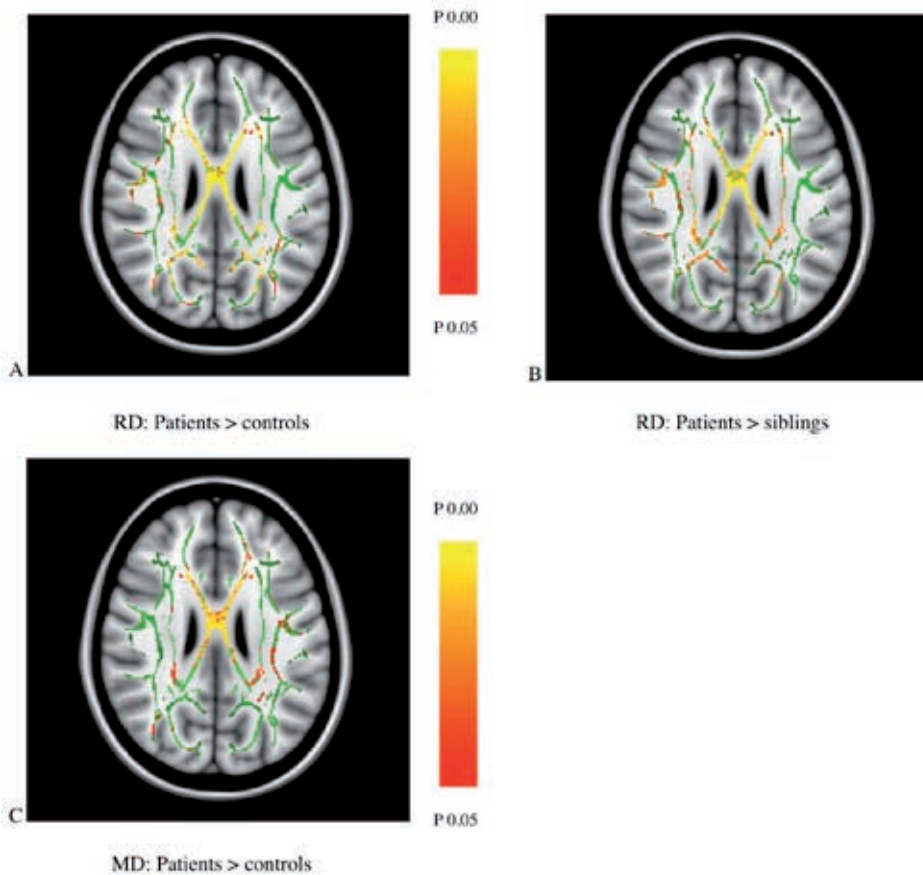 P 0.00
P 0.05
A
B
RD: Patients > controls
RD: Patients > siblings
P 0.00
P 0.05
C
MD: Patients > controls